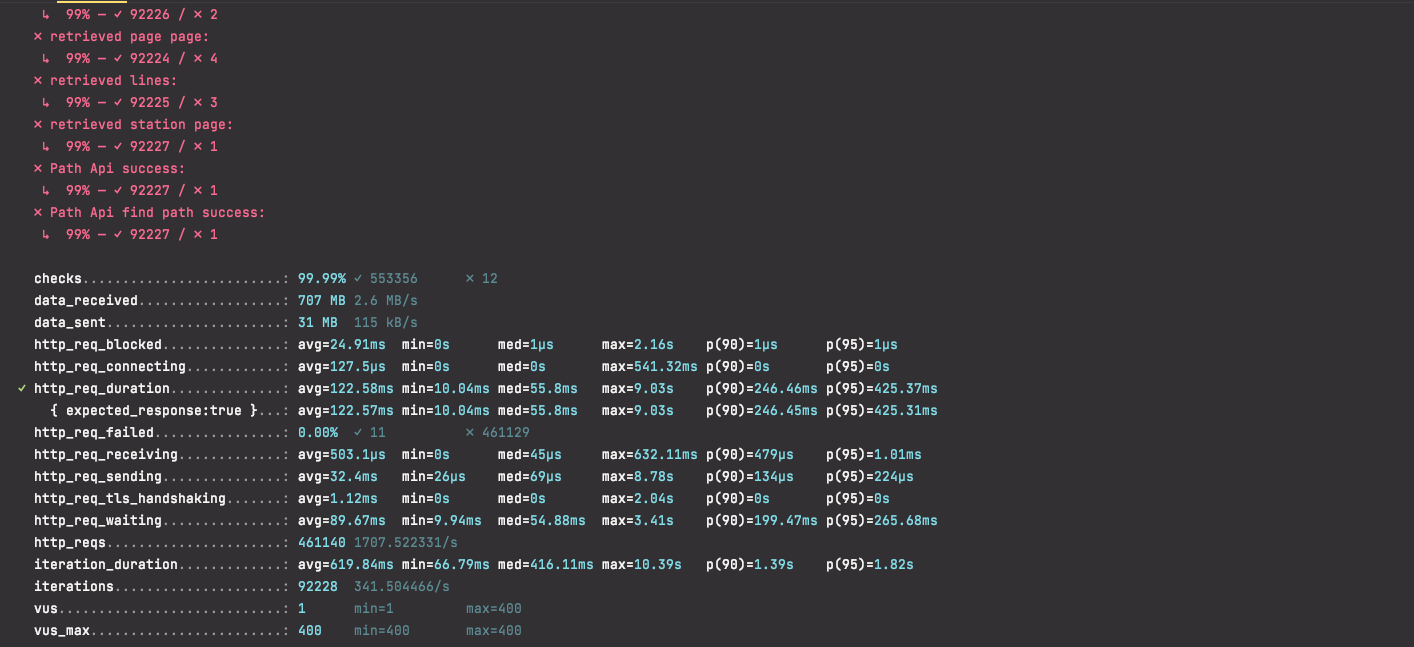 ↳  99% — ✓ 92226 / ✗ 2
✗ retrieved page page:
↳  99% — ✓ 92224 / ✗ 4
✗ retrieved lines:
↳  99% — ✓ 92225 / ✗ 3
✗ retrieved station page:
↳  99% — ✓ 92227 / ✗ 1
✗ Path Api success:
↳  99% — ✓ 92227 / ✗ 1
✗ Path Api find path success:
↳  99% — ✓ 92227 / ✗ 1
checks.........................: 99.99% ✓ 553356      ✗ 12
data_received..................: 707 MB 2.6 MB/s
data_sent......................: 31 MB  115 kB/s
http_req_blocked...............: avg=24.91ms  min=0s      med=1µs      max=2.16s    p(90)=1µs      p(95)=1µs
http_req_connecting............: avg=127.5µs  min=0s      med=0s       max=541.32ms p(90)=0s       p(95)=0s
✓ http_req_duration..............: avg=122.58ms min=10.04ms med=55.8ms   max=9.03s    p(90)=246.46ms p(95)=425.37ms
{ expected_response:true }...: avg=122.57ms min=10.04ms med=55.8ms   max=9.03s    p(90)=246.45ms p(95)=425.31ms
http_req_failed................: 0.00%  ✓ 11          ✗ 461129
http_req_receiving.............: avg=503.1µs  min=0s      med=45µs     max=632.11ms p(90)=479µs    p(95)=1.01ms
http_req_sending...............: avg=32.4ms   min=26µs    med=69µs     max=8.78s    p(90)=134µs    p(95)=224µs
http_req_tls_handshaking.......: avg=1.12ms   min=0s      med=0s       max=2.04s    p(90)=0s       p(95)=0s
http_req_waiting...............: avg=89.67ms  min=9.94ms  med=54.88ms  max=3.41s    p(90)=199.47ms p(95)=265.68ms
http_reqs......................: 461140 1707.522331/s
iteration_duration.............: avg=619.84ms min=66.79ms med=416.11ms max=10.39s   p(90)=1.39s    p(95)=1.82s
iterations.....................: 92228  341.504466/s
vus............................: 1      min=1         max=400
vus_max........................: 400    min=400       max=400